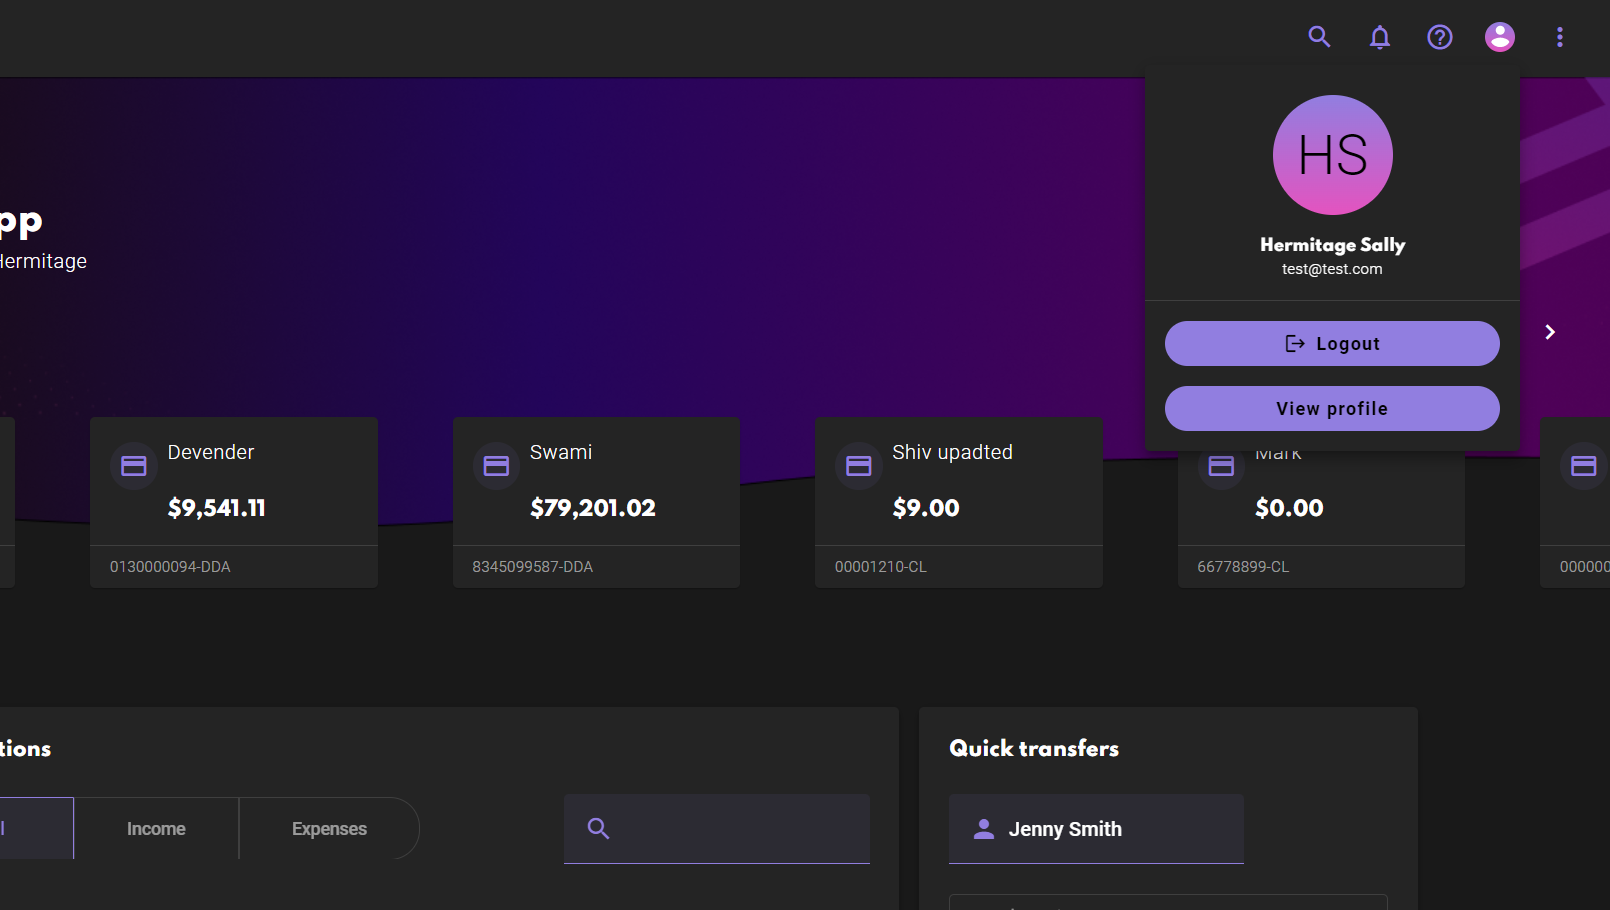 HS
Hermitage Sally
test@test.com
Logout
View profile
pp
Hermitage
Devender
$9,541.11
0130000094-DDA
Swami
$79,201.02
8345099587-DDA
Shiv upadted
$9.00
00001210-CL
Mark
$0.00
66778899-CL
000000
tions
Income
Expenses
Quick transfers
Jenny Smith